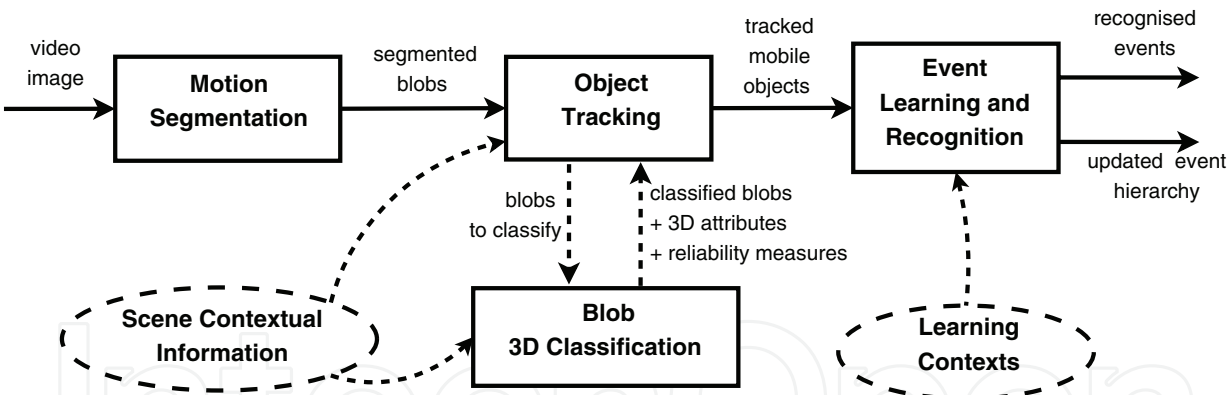 video
image
Motion
Segmentation
segmented
blobs
Object
Tracking
tracked
mobile
objects
Event
Learning and
Recognition
recognised
events
updated event
hierarchy
blobs
to classify
classified blobs
+ 3D attributes
+ reliability measures
Scene Contextual
Information
Blob
3D Classification
Learning
Contexts